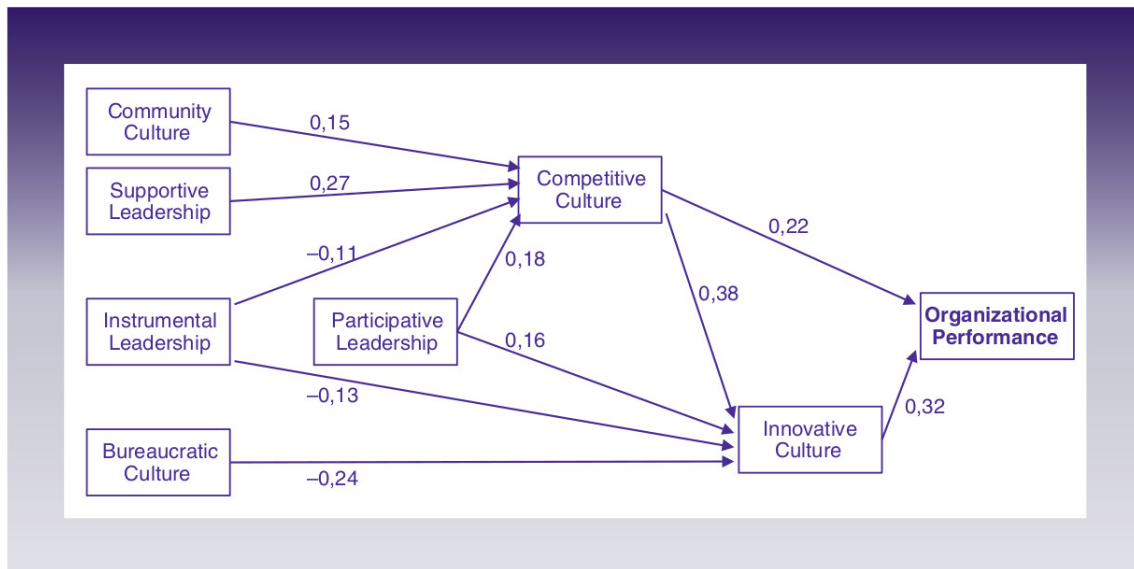 Community
Culture
0,15
Supportive
Leadership
0,27
Competitive
Culture
0,22
–0,11
0,18
0,38
Instrumental
Leadership
Participative
Leadership
0,16
Organizational
Performance
–0,13
0,32
Innovative
Culture
Bureaucratic
Culture
–0,24